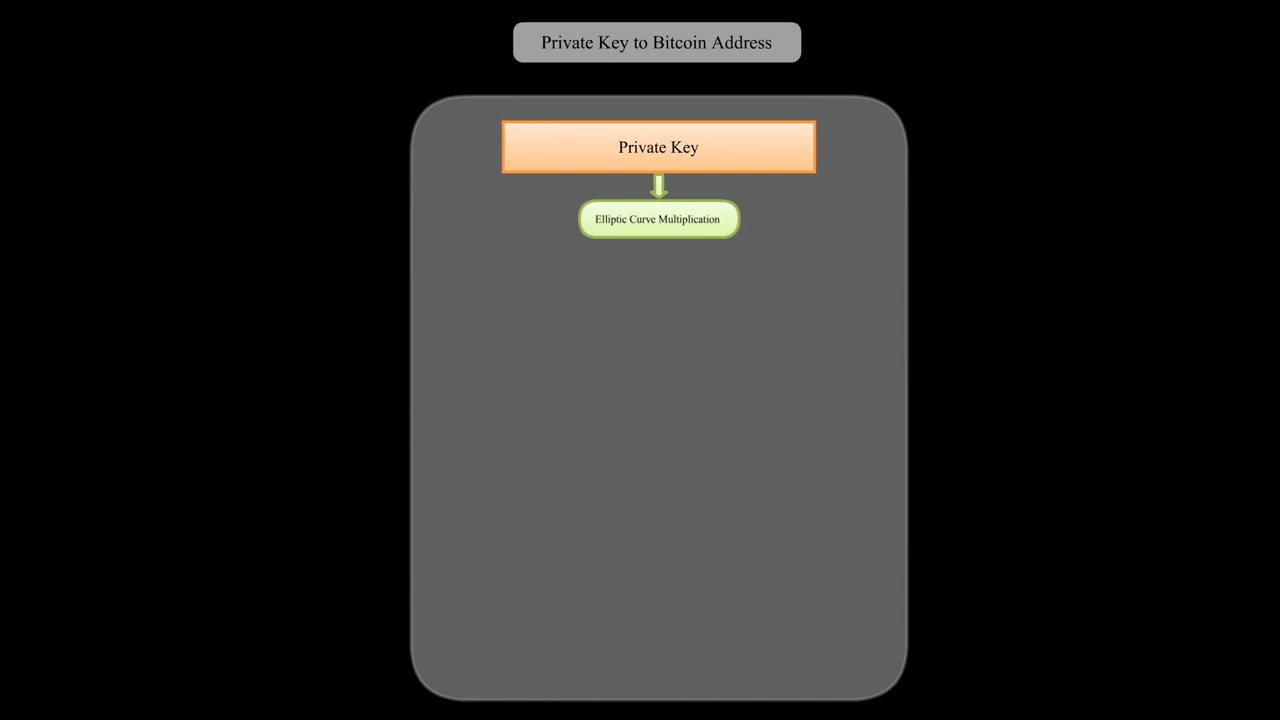 Private Key to Bitcoin Address
Private Key
Elliptic Curve Multiplication